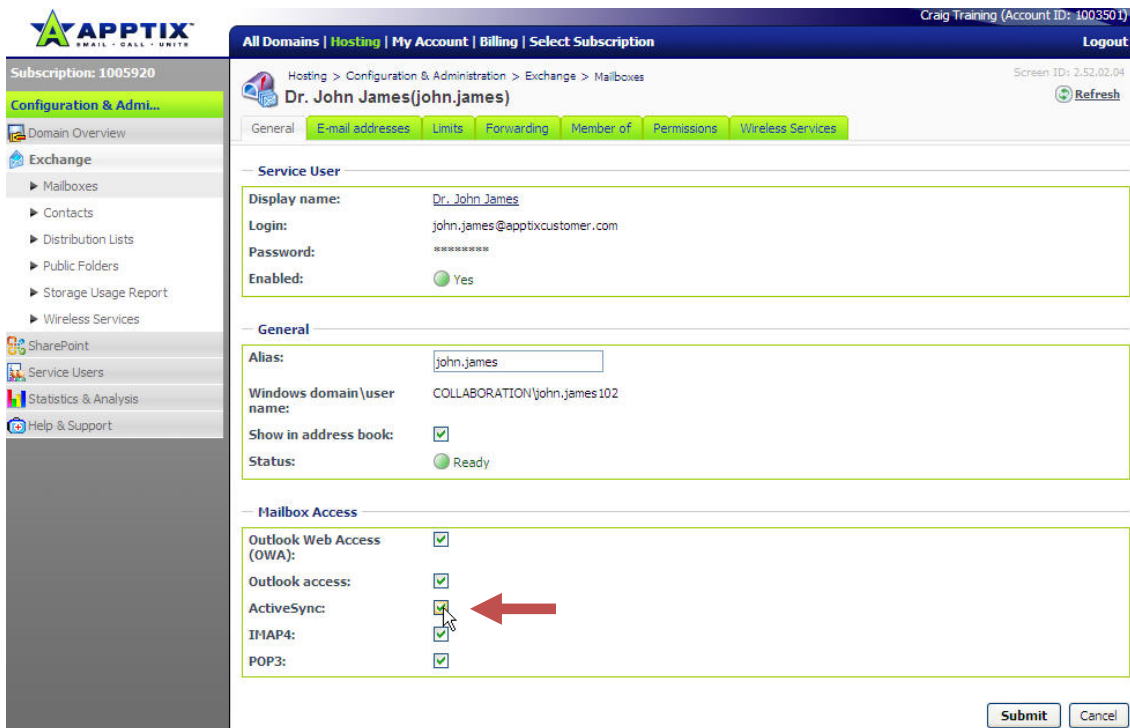 Craig Training (Account ID: 1003501)
APPTIX
EMAIL · CALL · UNITE
All Domains | Hosting | My Account | Billing | Select Subscription
Logout
Subscription: 1005920
Configuration & Admi...
Domain Overview
Exchange
Mailboxes
Contacts
Distribution Lists
Public Folders
Storage Usage Report
Wireless Services
SharePoint
Service Users
Statistics & Analysis
Help & Support
Hosting > Configuration & Administration > Exchange > Mailboxes
Screen ID: 2.52.02.04
Dr. John James(john.james)
Refresh
General E-mail addresses Limits Forwarding Member of Permissions Wireless Services
Service User
Display name: Dr. John James
Login: john.james@apptixcustomer.com
Password: ********
Enabled: Yes
General
Alias: john.james
Windows domain\user COLLABORATION\john.james102
name:
Show in address book:
Status: Ready
Mailbox Access
Outlook Web Access
(OWA):
Outlook access:
ActiveSync:
IMAP4:
POP3:
Submit Cancel